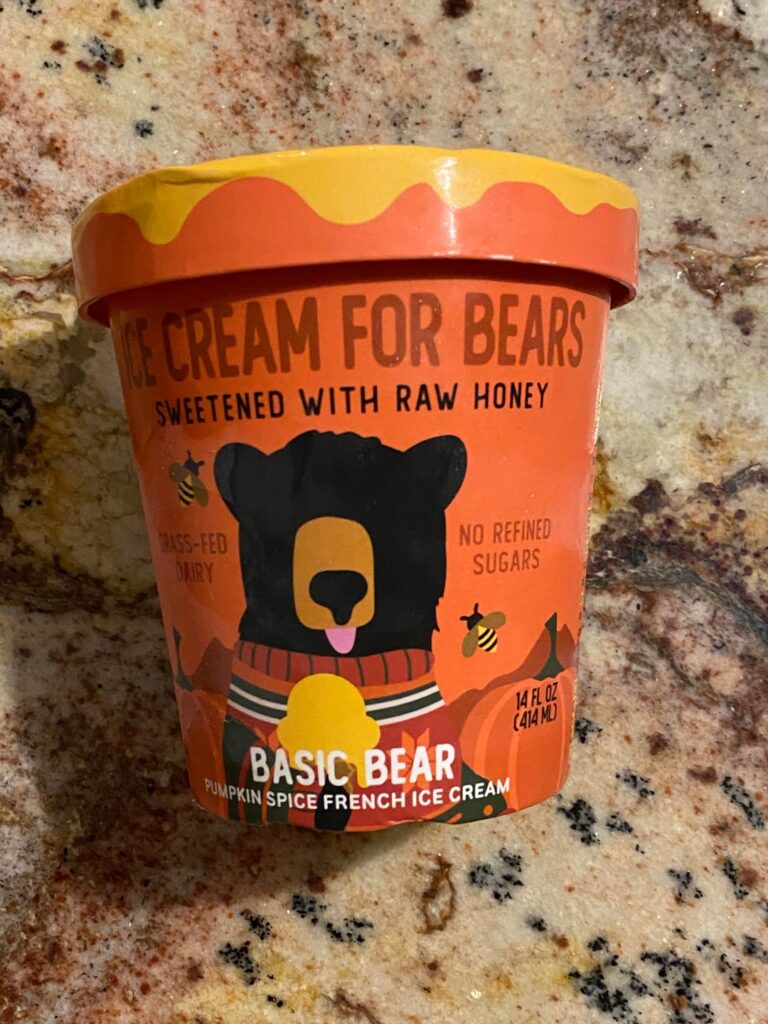 ICE CREAM FOR BEARS
SWEETENED WITH RAW HONEY
GRASS-FED
DAIRY
NO REFINED
SUGARS
14 FL OZ
(414 ML)
BASIC BEAR
PUMPKIN SPICE FRENCH ICE CREAM